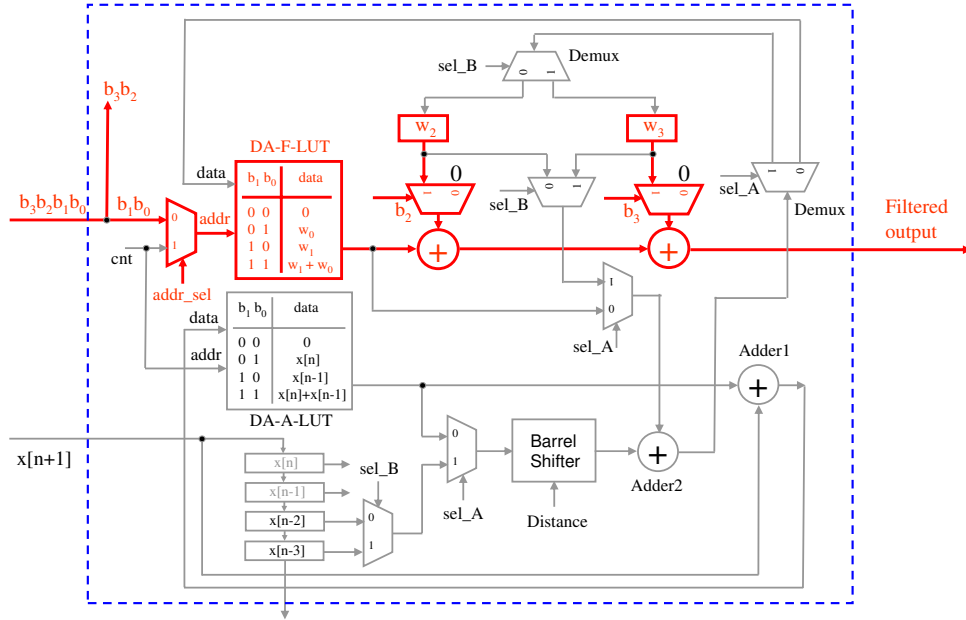 Demux
sel_B
0 1
b₃b₂
w₂
w₃
DA-F-LUT
data
b₁ b₀ data
0 0 0
0 1 w₀
1 0 w₁
1 1 w₁ + w₀
0
1 0
b₂
0 1
sel_B
0
1 0
b₃
sel_A
0 1
Demux
b₃b₂b₁b₀
b₁b₀
0
1
addr
cnt
addr_sel
+
+
Filtered
output
1
0
sel_A
data
addr
b₁ b₀ data
0 0 0
0 1 x[n]
1 0 x[n-1]
1 1 x[n]+x[n-1]
DA-A-LUT
Adder1
+
x[n+1]
x[n]
x[n-1]
x[n-2]
x[n-3]
sel_B
0
1
0
1
sel_A
Barrel
Shifter
Distance
+
Adder2